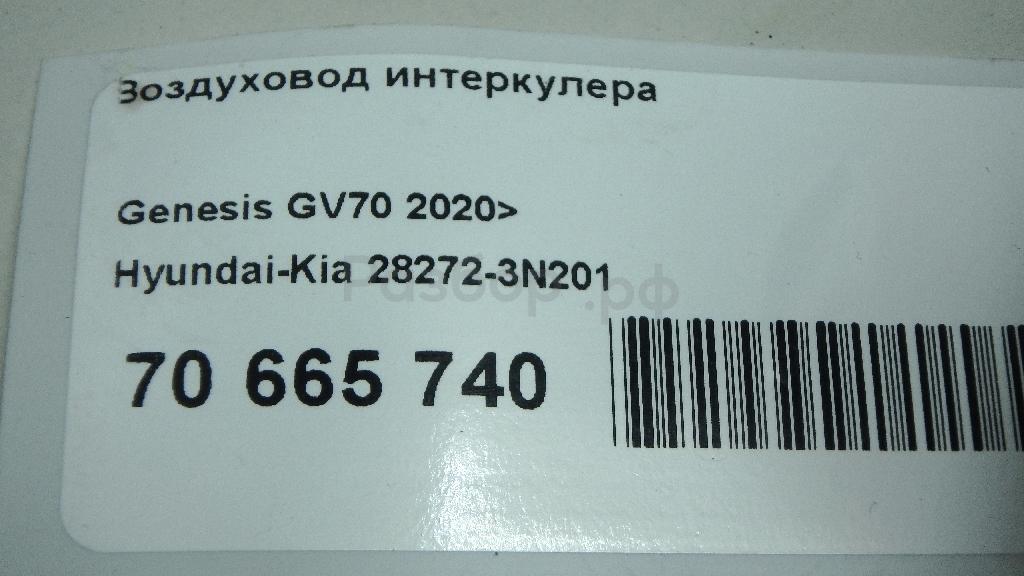 Воздуховод интеркулера
Genesis GV70 2020>
Hyundai-Kia 28272-3N201
Разбор.рф
70 665 740